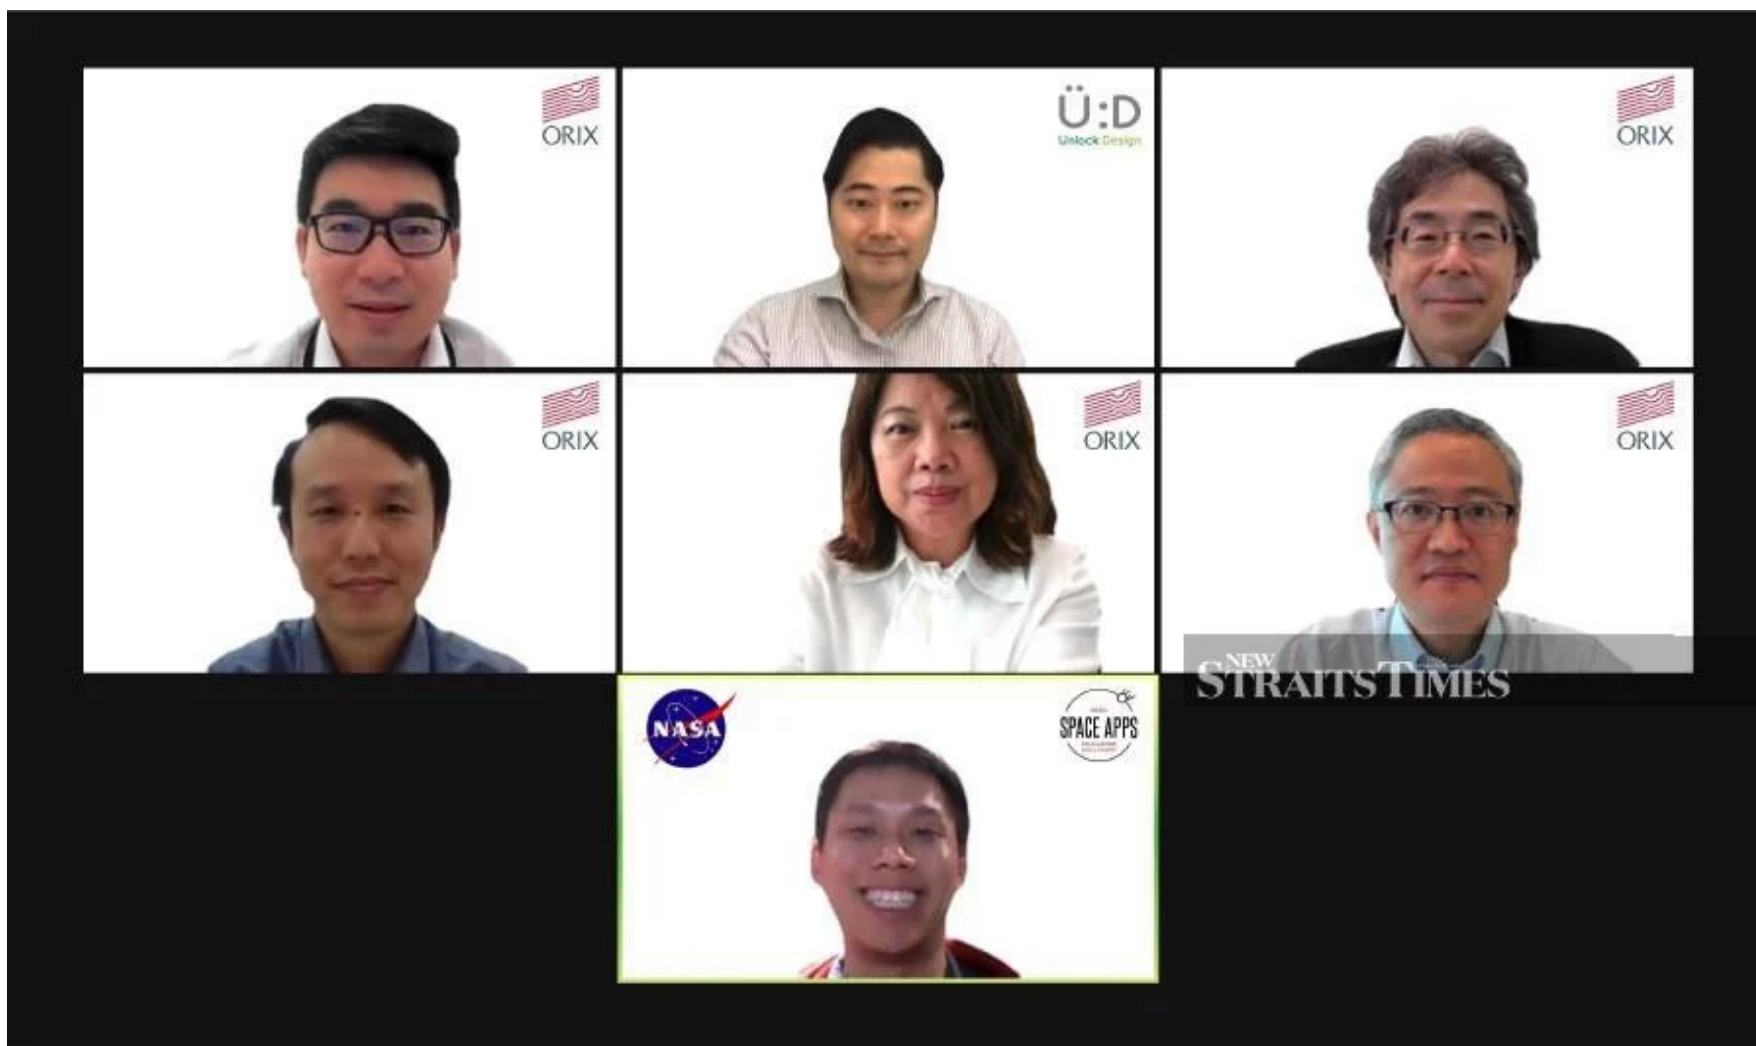 ORIX
Ü:D
Unlock Design
ORIX
ORIX
ORIX
ORIX
NEW
STRAITS TIMES
NASA
SPACE APPS